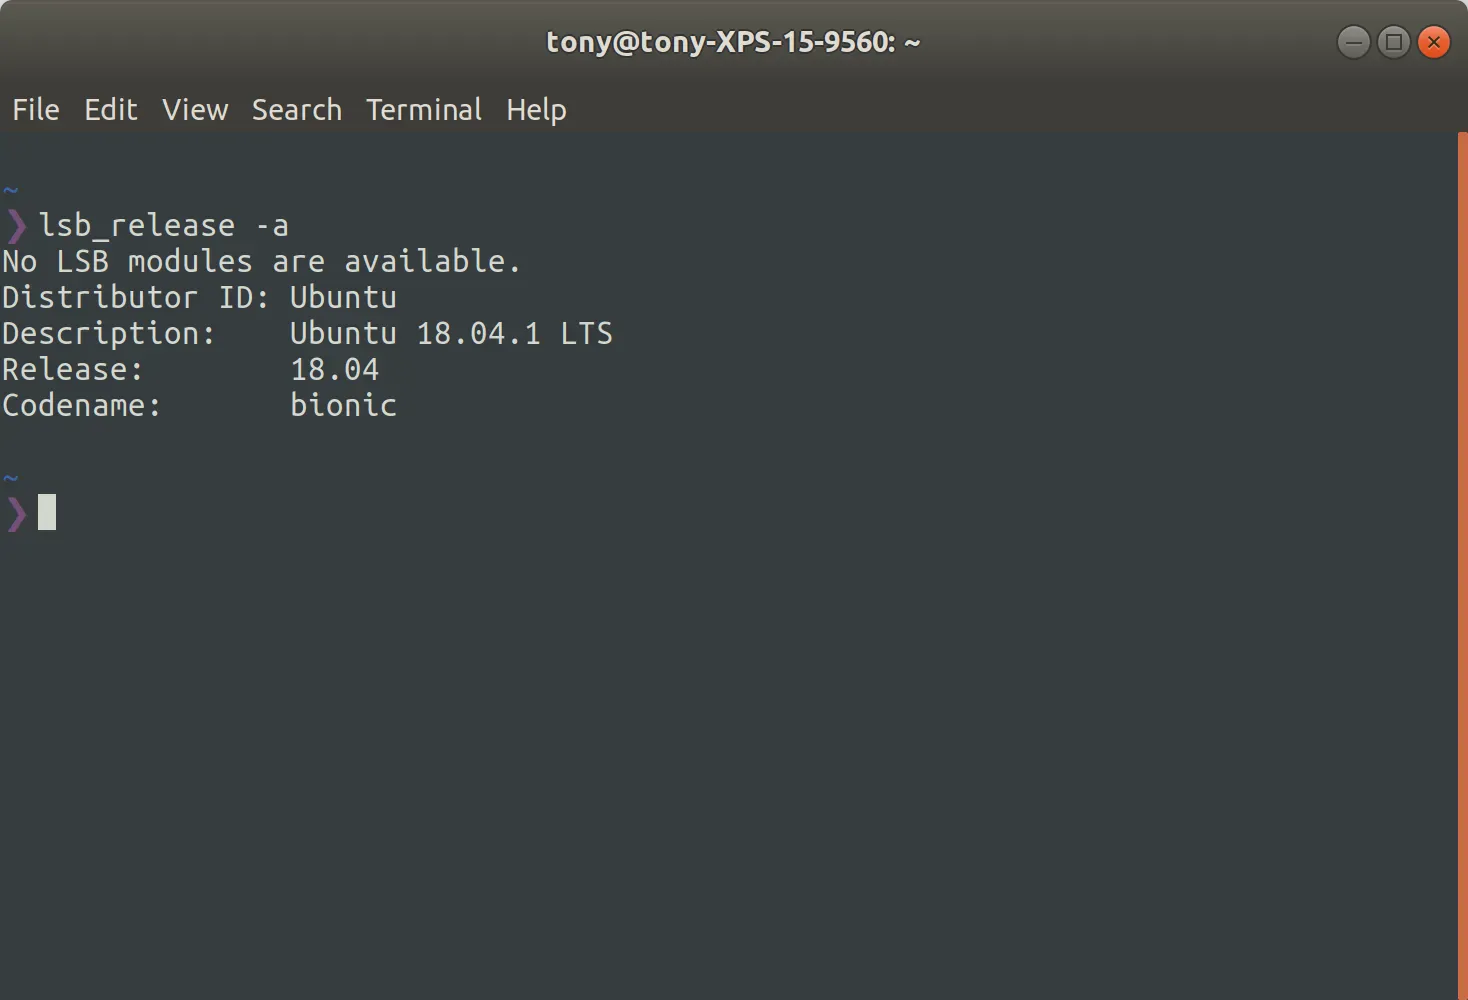 tony@tony-XPS-15-9560: ~
File Edit View Search Terminal Help
~
❯ lsb_release -a
No LSB modules are available.
Distributor ID: Ubuntu
Description:    Ubuntu 18.04.1 LTS
Release:        18.04
Codename:       bionic
~
❯